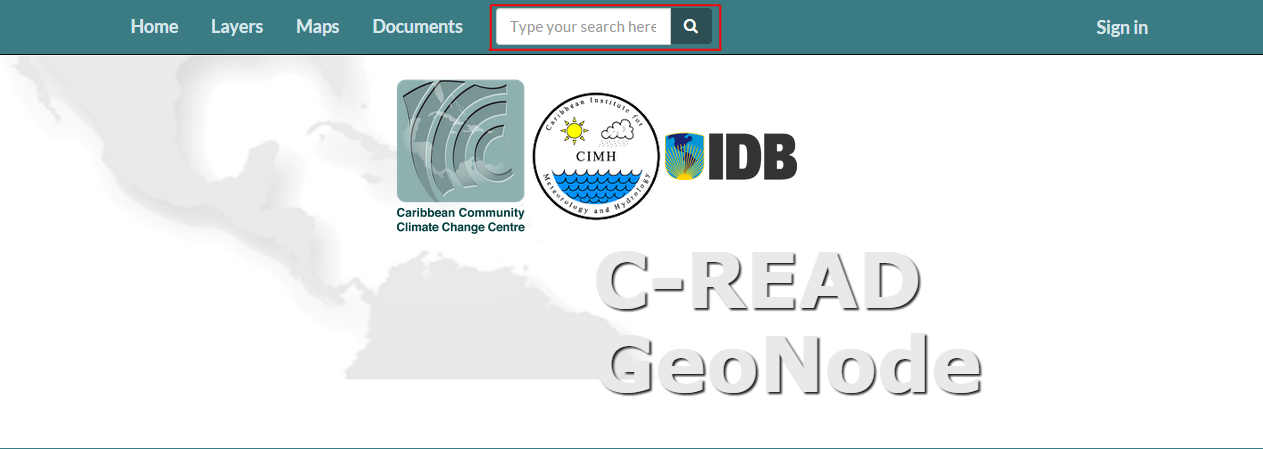 Home Layers Maps Documents Type your search here Sign in
Caribbean Institute for
CIMH
Meteorology and Hydrology
IDB
Caribbean Community
Climate Change Centre
C-READ
GeoNode